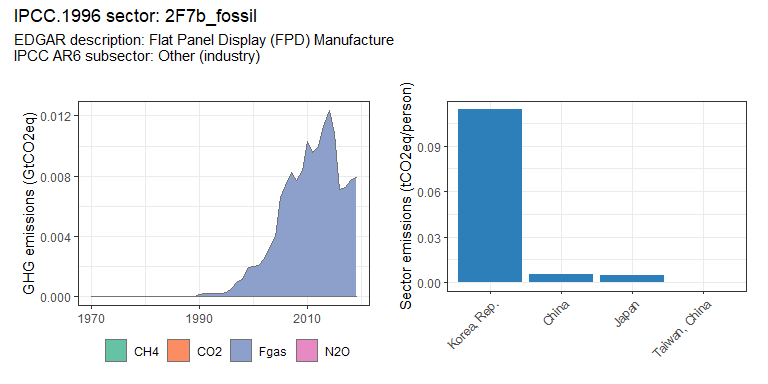 IPCC.1996 sector: 2F7b_fossil
EDGAR description: Flat Panel Display (FPD) Manufacture
IPCC AR6 subsector: Other (industry)
GHG emissions (GtCO2eq)
0.012
0.008
0.004
0.000
1970
1990
2010
CH4
CO2
Fgas
N2O
Sector emissions (tCO2eq/person)
0.09
0.06
0.03
0.00
Korea, Rep.
China
Japan
Taiwan, China